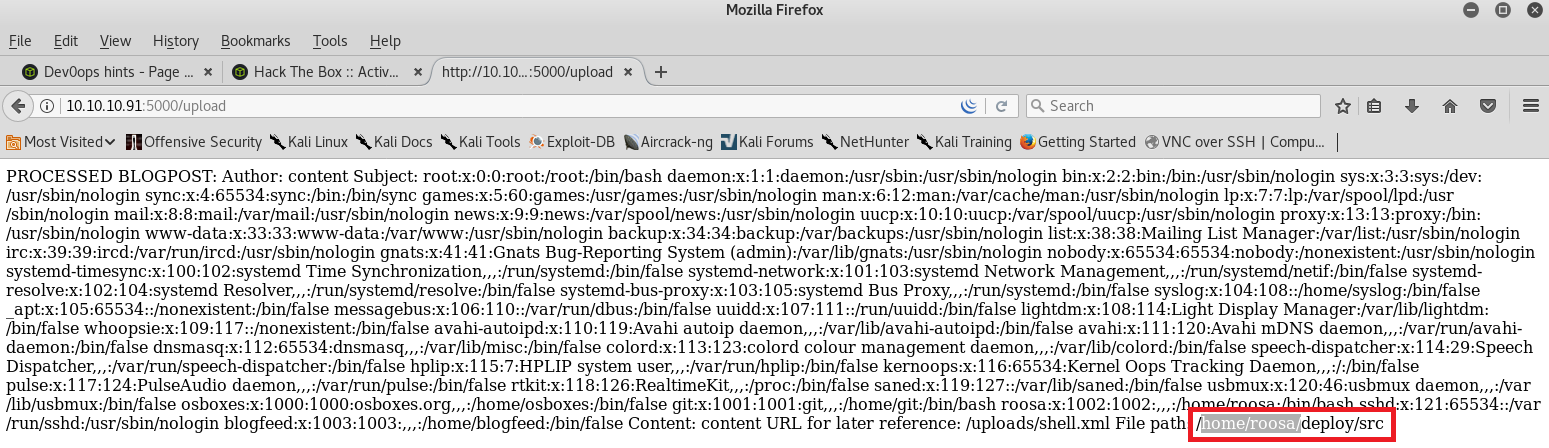 Mozilla Firefox
File Edit View History Bookmarks Tools Help
Dev0ops hints - Page ... × Hack The Box :: Activ... × http://10.10...:5000/upload × +
10.10.10.91:5000/upload Search
Most Visited Offensive Security Kali Linux Kali Docs Kali Tools Exploit-DB Aircrack-ng Kali Forums NetHunter Kali Training Getting Started VNC over SSH | Compu...
PROCESSED BLOGPOST: Author: content Subject: root:x:0:0:root:/root:/bin/bash daemon:x:1:1:daemon:/usr/sbin:/usr/sbin/nologin bin:x:2:2:bin:/bin:/usr/sbin/nologin sys:x:3:3:sys:/dev:
/usr/sbin/nologin sync:x:4:65534:sync:/bin:/bin/sync games:x:5:60:games:/usr/games:/usr/sbin/nologin man:x:6:12:man:/var/cache/man:/usr/sbin/nologin lp:x:7:7:lp:/var/spool/lpd:/usr
/sbin/nologin mail:x:8:8:mail:/var/mail:/usr/sbin/nologin news:x:9:9:news:/var/spool/news:/usr/sbin/nologin uucp:x:10:10:uucp:/var/spool/uucp:/usr/sbin/nologin proxy:x:13:13:proxy:/bin:
/usr/sbin/nologin www-data:x:33:33:www-data:/var/www:/usr/sbin/nologin backup:x:34:34:backup:/var/backups:/usr/sbin/nologin list:x:38:38:Mailing List Manager:/var/list:/usr/sbin/nologin
irc:x:39:39:ircd:/var/run/ircd:/usr/sbin/nologin gnats:x:41:41:Gnats Bug-Reporting System (admin):/var/lib/gnats:/usr/sbin/nologin nobody:x:65534:65534:nobody:/nonexistent:/usr/sbin/nologin
systemd-timesync:x:100:102:systemd Time Synchronization,,,:/run/systemd:/bin/false systemd-network:x:101:103:systemd Network Management,,,:/run/systemd/netif:/bin/false systemd-
resolve:x:102:104:systemd Resolver,,,:/run/systemd/resolve:/bin/false systemd-bus-proxy:x:103:105:systemd Bus Proxy,,,:/run/systemd:/bin/false syslog:x:104:108::/home/syslog:/bin/false
_apt:x:105:65534::/nonexistent:/bin/false messagebus:x:106:110::/var/run/dbus:/bin/false uuidd:x:107:111::/run/uuidd:/bin/false lightdm:x:108:114:Light Display Manager:/var/lib/lightdm:
/bin/false whoopsie:x:109:117::/nonexistent:/bin/false avahi-autoipd:x:110:119:Avahi autoip daemon,,,:/var/lib/avahi-autoipd:/bin/false avahi:x:111:120:Avahi mDNS daemon,,,:/var/run/avahi-
daemon:/bin/false dnsmasq:x:112:65534:dnsmasq,,,:/var/lib/misc:/bin/false colord:x:113:123:colord colour management daemon,,,:/var/lib/colord:/bin/false speech-dispatcher:x:114:29:Speech
Dispatcher,,,:/var/run/speech-dispatcher:/bin/false hplip:x:115:7:HPLIP system user,,,:/var/run/hplip:/bin/false kernoops:x:116:65534:Kernel Oops Tracking Daemon,,,:/:/bin/false
pulse:x:117:124:PulseAudio daemon,,,:/var/run/pulse:/bin/false rtkit:x:118:126:RealtimeKit,,,:/proc:/bin/false saned:x:119:127::/var/lib/saned:/bin/false usbmux:x:120:46:usbmux daemon,,,:/var
/lib/usbmux:/bin/false osboxes:x:1000:1000:osboxes.org,,,:/home/osboxes:/bin/false git:x:1001:1001:git,,,:/home/git:/bin/bash roosa:x:1002:1002:,,,:/home/roosa:/bin/bash sshd:x:121:65534::/var
/run/sshd:/usr/sbin/nologin blogfeed:x:1003:1003:,,,:/home/blogfeed:/bin/false Content: content URL for later reference: /uploads/shell.xml File path: /home/roosa/deploy/src